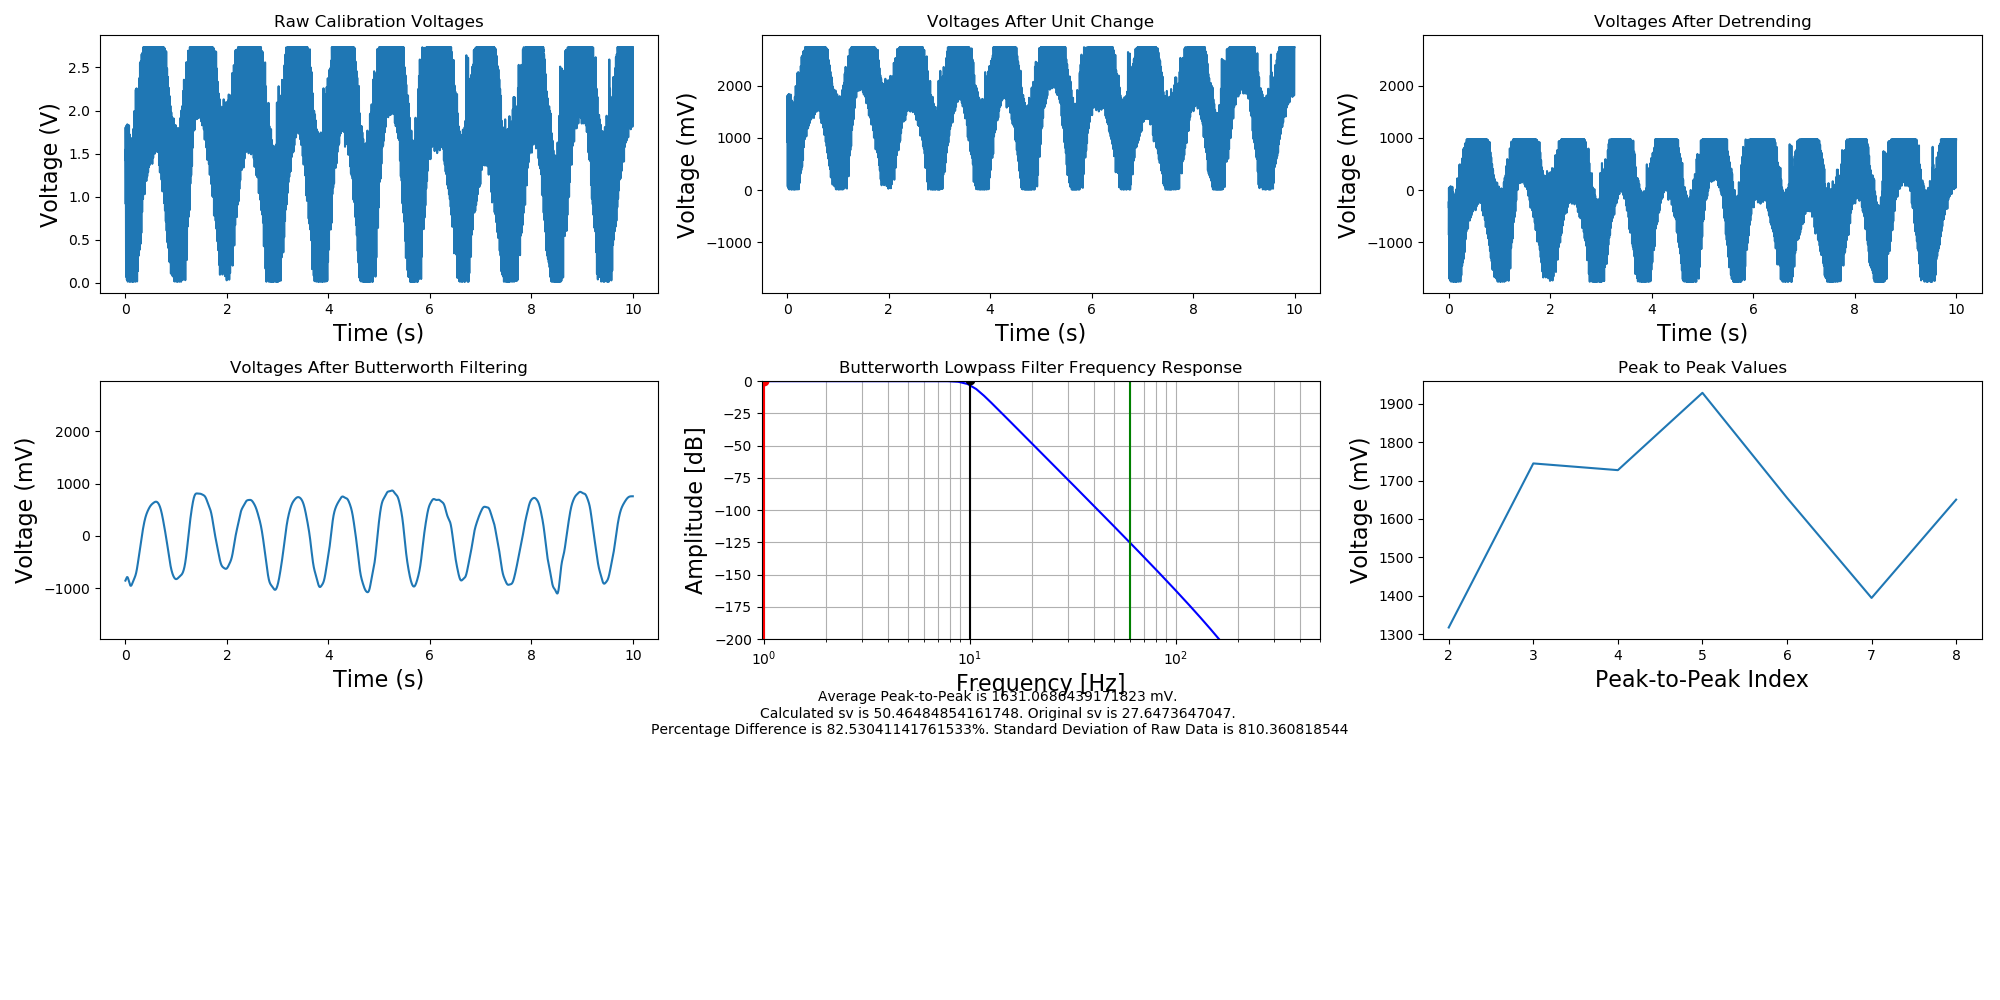 Raw Calibration Voltages
Voltage (V)
2.5
2.0
1.5
1.0
0.5
0.0
0 2 4 6 8 10
Time (s)
Voltages After Unit Change
Voltage (mV)
2000
1000
0
−1000
0 2 4 6 8 10
Time (s)
Voltages After Detrending
Voltage (mV)
2000
1000
0
−1000
0 2 4 6 8 10
Time (s)
Voltages After Butterworth Filtering
Voltage (mV)
2000
1000
0
−1000
0 2 4 6 8 10
Time (s)
Butterworth Lowpass Filter Frequency Response
Amplitude [dB]
0
−25
−50
−75
−100
−125
−150
−175
−200
10⁰ 10¹ 10²
Frequency [Hz]
Peak to Peak Values
Voltage (mV)
1900
1800
1700
1600
1500
1400
1300
2 3 4 5 6 7 8
Peak-to-Peak Index
Average Peak-to-Peak is 1631.0686439171823 mV.
Calculated sv is 50.46484854161748. Original sv is 27.6473647047.
Percentage Difference is 82.53041141761533%. Standard Deviation of Raw Data is 810.360818544